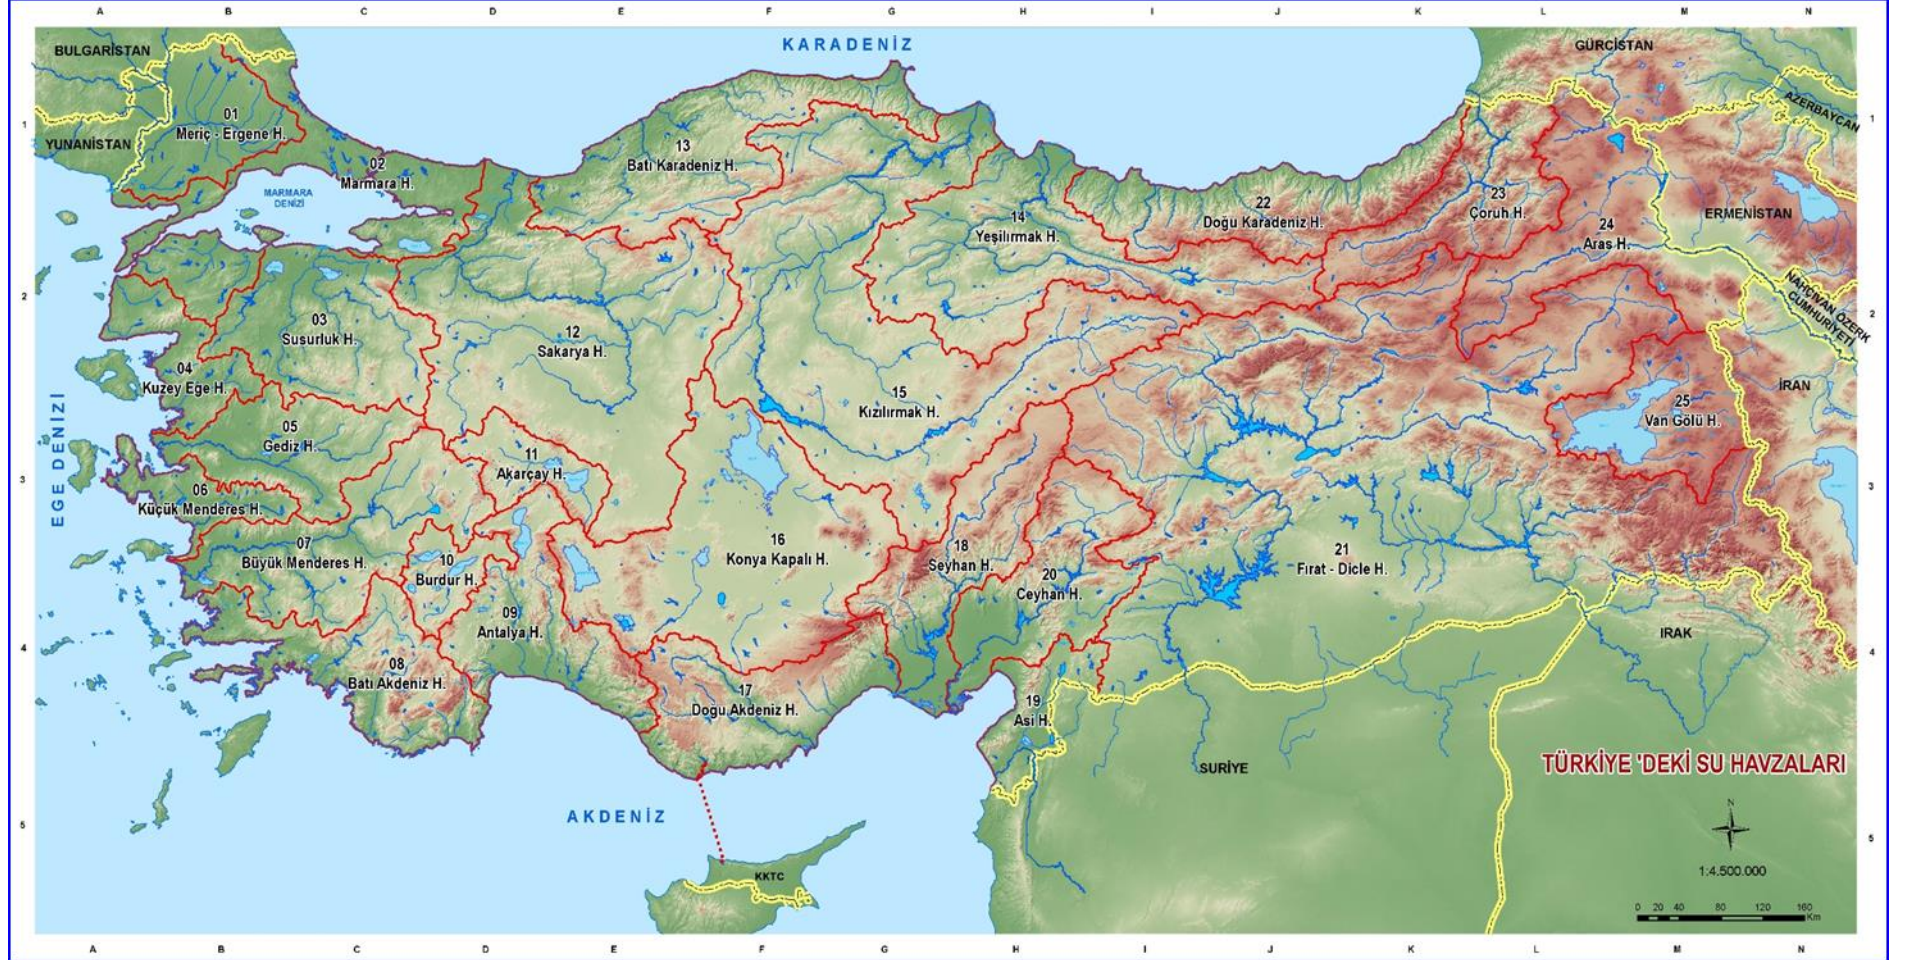 A B C D E F G H I J K L M N
KARADENİZ
BULGARİSTAN
GÜRCİSTAN
AZERBAYCAN
YUNANİSTAN
01
Meriç - Ergene H.
1
1
13
Batı Karadeniz H.
02
Marmara H.
MARMARA
DENİZİ
14
Yeşilırmak H.
22
Doğu Karadeniz H.
23
Çoruh H.
24
Aras H.
ERMENİSTAN
2
2
NAHÇIVAN ÖZERK
CUMHURİYETİ
03
Susurluk H.
12
Sakarya H.
04
Kuzey Ege H.
15
Kızılırmak H.
25
Van Gölü H.
İRAN
EGE DENİZİ
05
Gediz H.
11
Akarçay H.
3
3
06
Küçük Menderes H.
07
Büyük Menderes H.
10
Burdur H.
16
Konya Kapalı H.
18
Seyhan H.
20
Ceyhan H.
21
Fırat - Dicle H.
09
Antalya H.
4
4
08
Batı Akdeniz H.
17
Doğu Akdeniz H.
19
Asi H.
IRAK
SURİYE
TÜRKİYE 'DEKİ SU HAVZALARI
AKDENİZ
5
5
N
KKTC
1:4.500.000
0 20 40 80 120 160
Km
A B C D E F G H I J K L M N